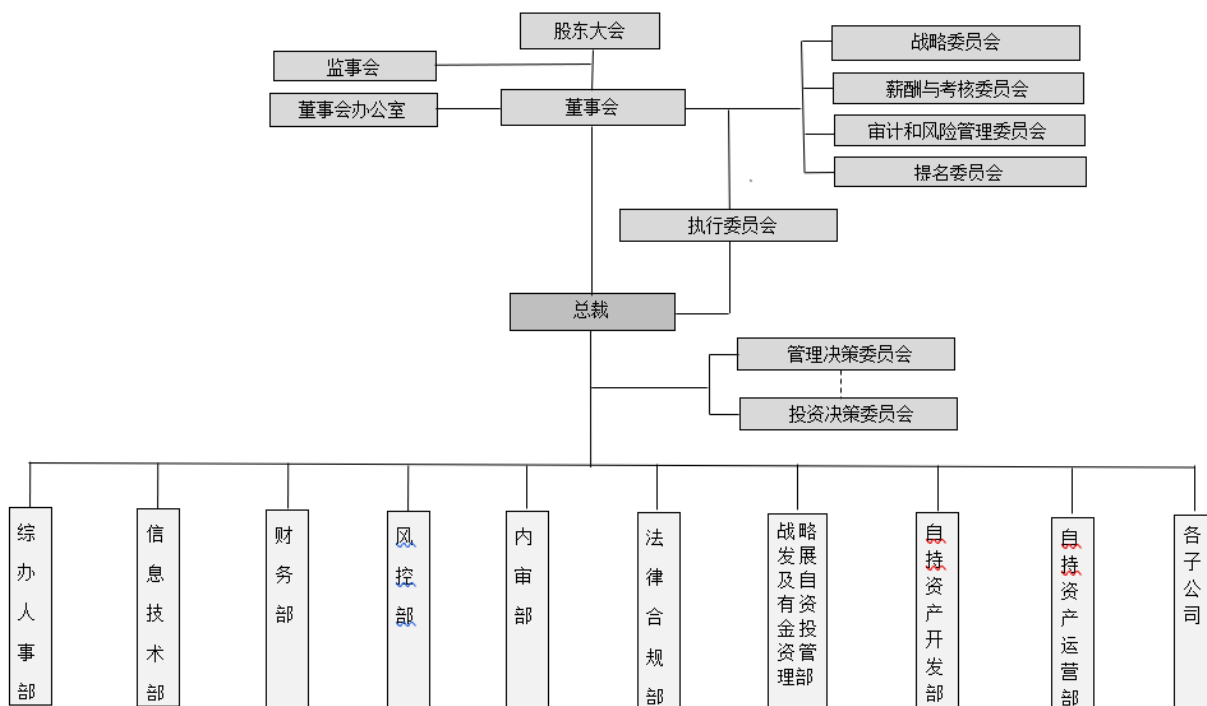 股东大会
监事会
董事会办公室
董事会
战略委员会
薪酬与考核委员会
审计和风险管理委员会
提名委员会
执行委员会
总裁
管理决策委员会
投资决策委员会
综办人事部
信息技术部
财务部
风控部
内审部
法律合规部
战略发展及自有资金投资管理部
自持资产开发部
自持资产运营部
各子公司